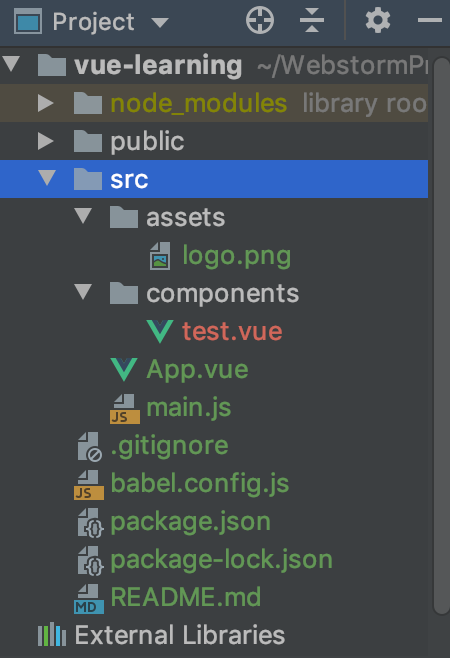 Project
vue-learning ~/WebstormPr
node_modules library roo
public
src
assets
logo.png
components
test.vue
App.vue
JS main.js
.gitignore
JS babel.config.js
package.json
package-lock.json
MD README.md
External Libraries